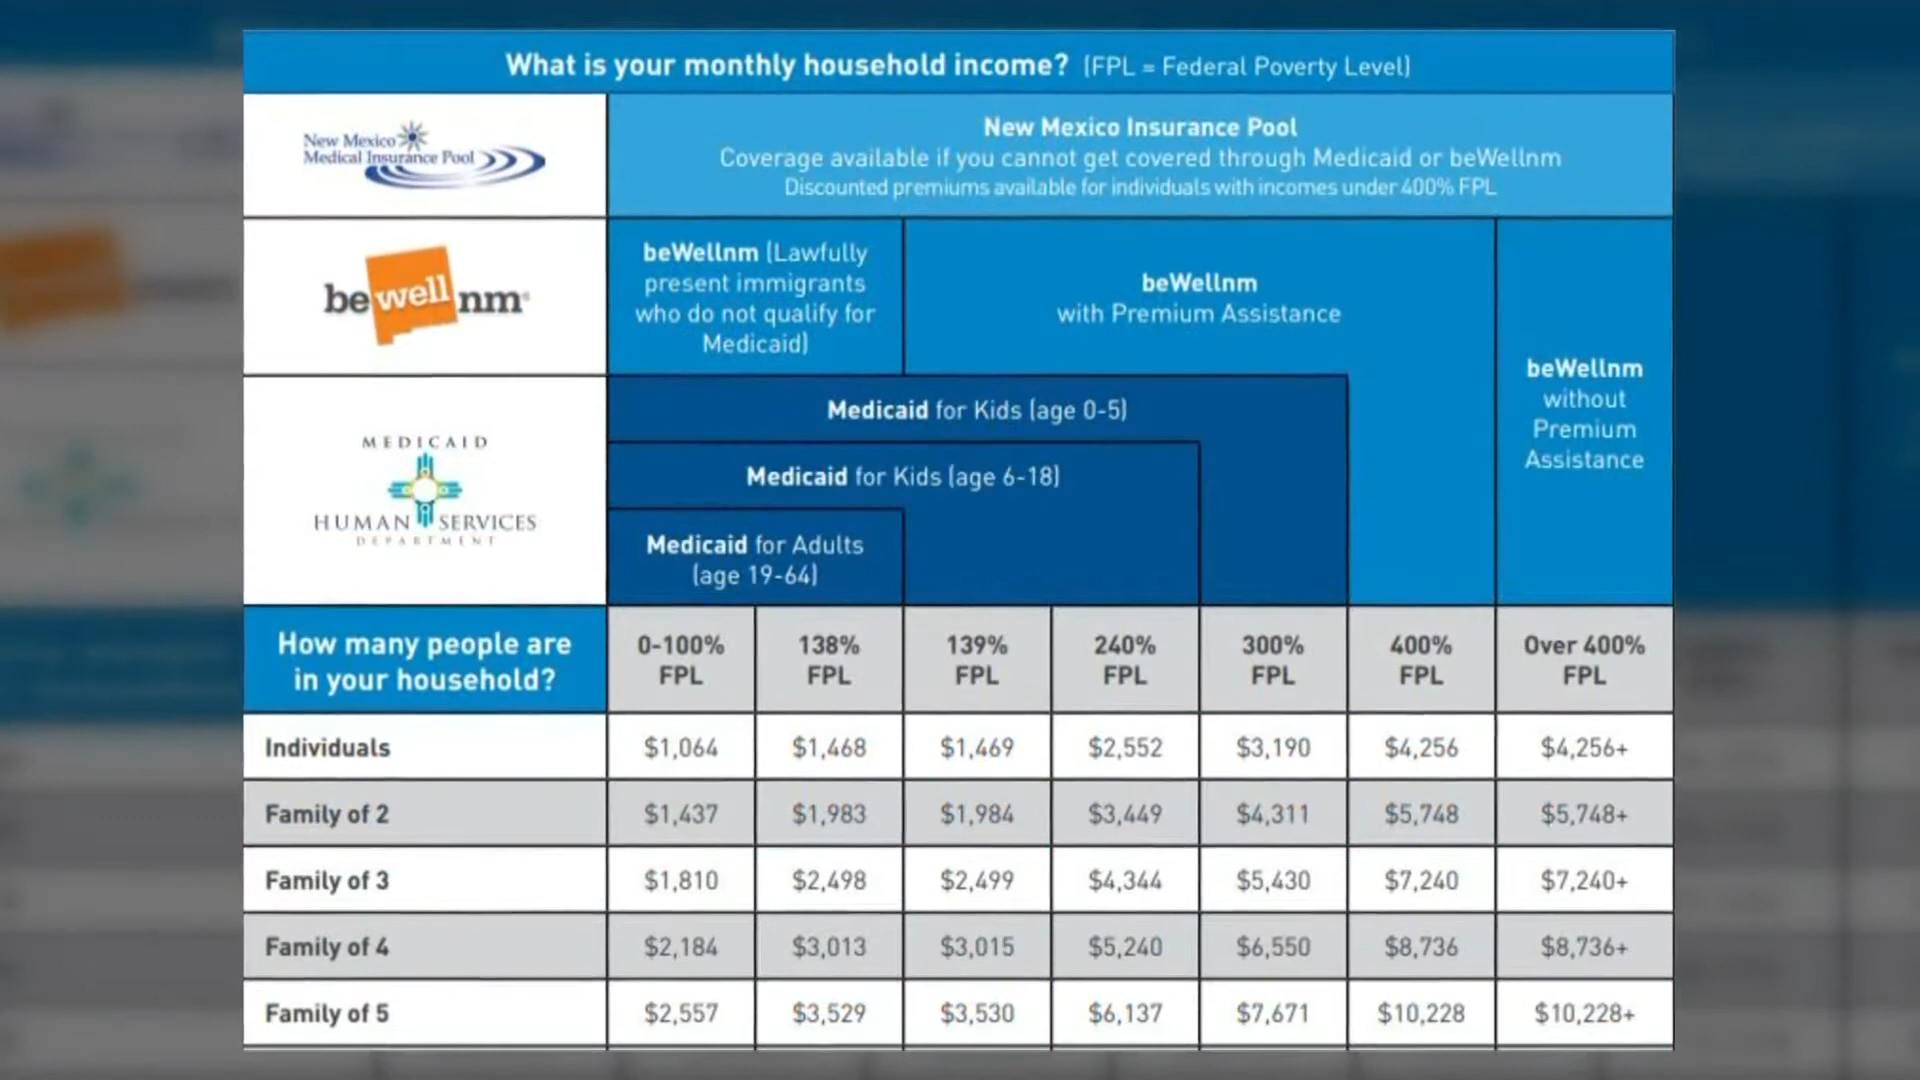 What is your monthly household income? (FPL = Federal Poverty Level)
New Mexico
Medical Insurance Pool
New Mexico Insurance Pool
Coverage available if you cannot get covered through Medicaid or beWellnm
Discounted premiums available for individuals with incomes under 400% FPL
be well nm
beWellnm (Lawfully
present immigrants
who do not qualify for
Medicaid)
beWellnm
with Premium Assistance
beWellnm
without
Premium
Assistance
MEDICAID
HUMAN SERVICES
DEPARTMENT
Medicaid for Kids (age 0-5)
Medicaid for Kids (age 6-18)
Medicaid for Adults
(age 19-64)
How many people are
in your household?
0-100%
FPL
138%
FPL
139%
FPL
240%
FPL
300%
FPL
400%
FPL
Over 400%
FPL
Individuals $1,064 $1,468 $1,469 $2,552 $3,190 $4,256 $4,256+
Family of 2 $1,437 $1,983 $1,984 $3,449 $4,311 $5,748 $5,748+
Family of 3 $1,810 $2,498 $2,499 $4,344 $5,430 $7,240 $7,240+
Family of 4 $2,184 $3,013 $3,015 $5,240 $6,550 $8,736 $8,736+
Family of 5 $2,557 $3,529 $3,530 $6,137 $7,671 $10,228 $10,228+